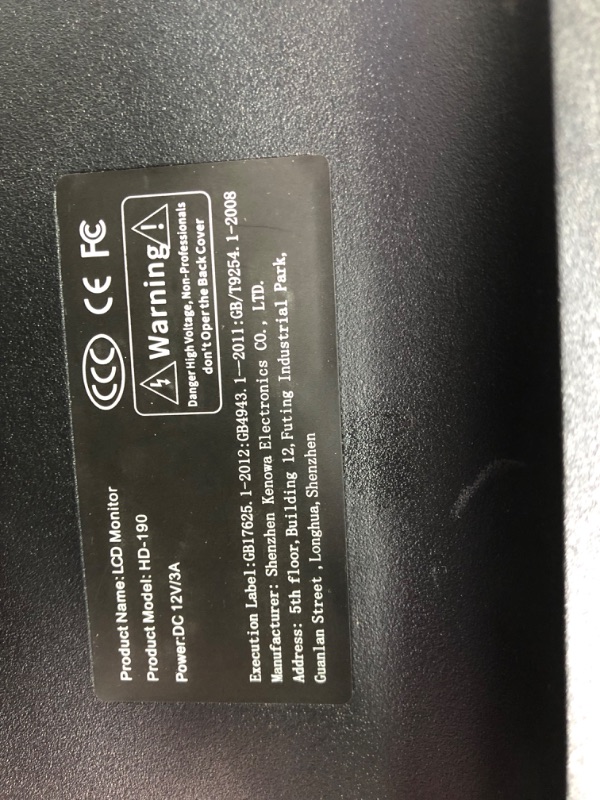 Product Name:LCD Monitor
Product Model: HD-190
Power:DC 12V/3A
CCC CE FC
Warning!
Danger High Voltage, Non-Professionals
don't Oper the Back Cover
Execution Label:GB17625.1-2012:GB4943.1--2011:GB/T9254.1-2008
Manufacturer: Shenzhen Kenowa Electronics CO., LTD.
Address: 5th floor,Building 12,Futing Industrial Park,
Guanlan Street ,Longhua,Shenzhen